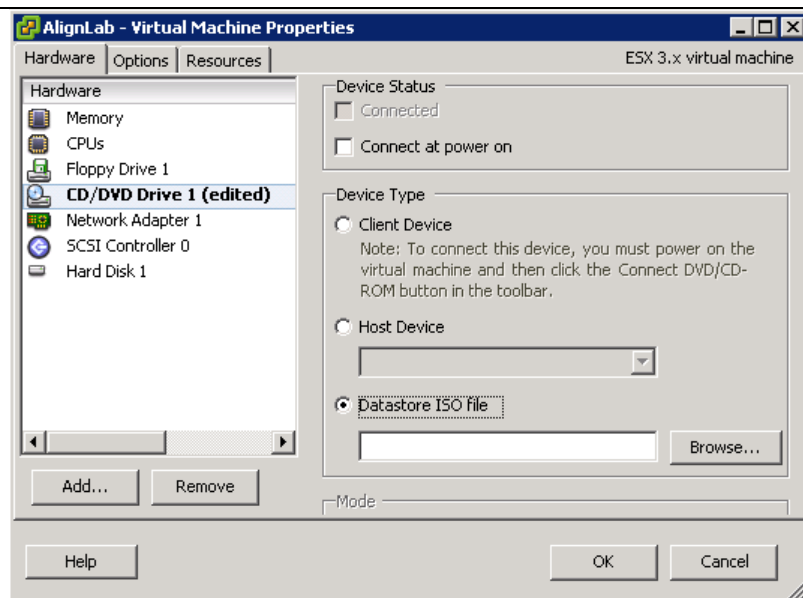 AlignLab - Virtual Machine Properties
Hardware
Options
Resources
ESX 3.x virtual machine
Hardware
Memory
CPUs
Floppy Drive 1
CD/DVD Drive 1 (edited)
Network Adapter 1
SCSI Controller 0
Hard Disk 1
Add...
Remove
Device Status
Connected
Connect at power on
Device Type
Client Device
Note: To connect this device, you must power on the
virtual machine and then click the Connect DVD/CD-
ROM button in the toolbar.
Host Device
Datastore ISO file
Browse...
Mode
Help
OK
Cancel